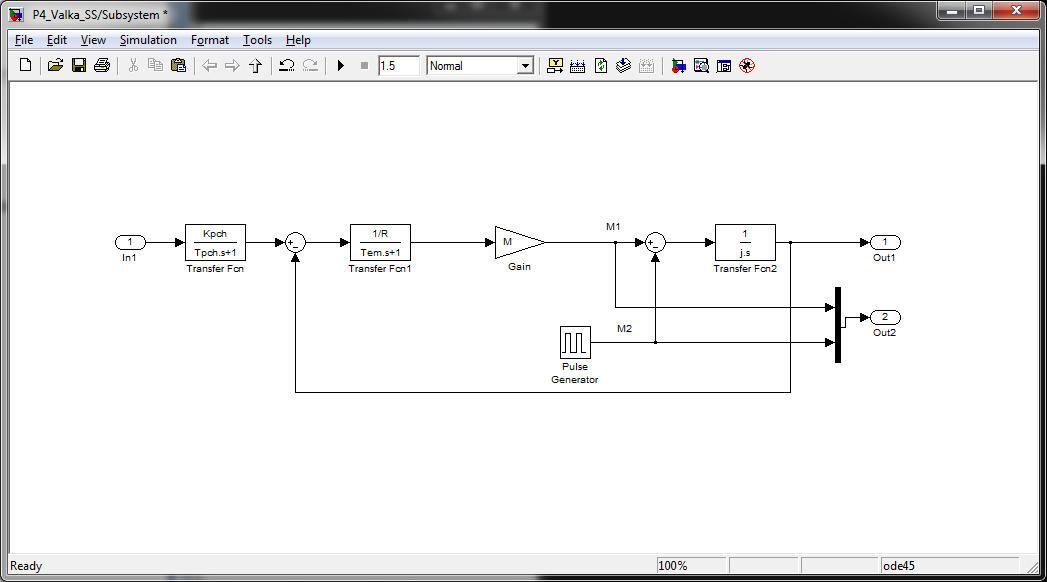 P4_Valka_SS/Subsystem *
File Edit View Simulation Format Tools Help
1.5 Normal
Kpch
Tpch.s+1
Transfer Fcn
1/R
Tem.s+1
Transfer Fcn1
M
Gain
M1
1
j.s
Transfer Fcn2
1
In1
1
Out1
M2
2
Out2
Pulse
Generator
Ready 100% ode45